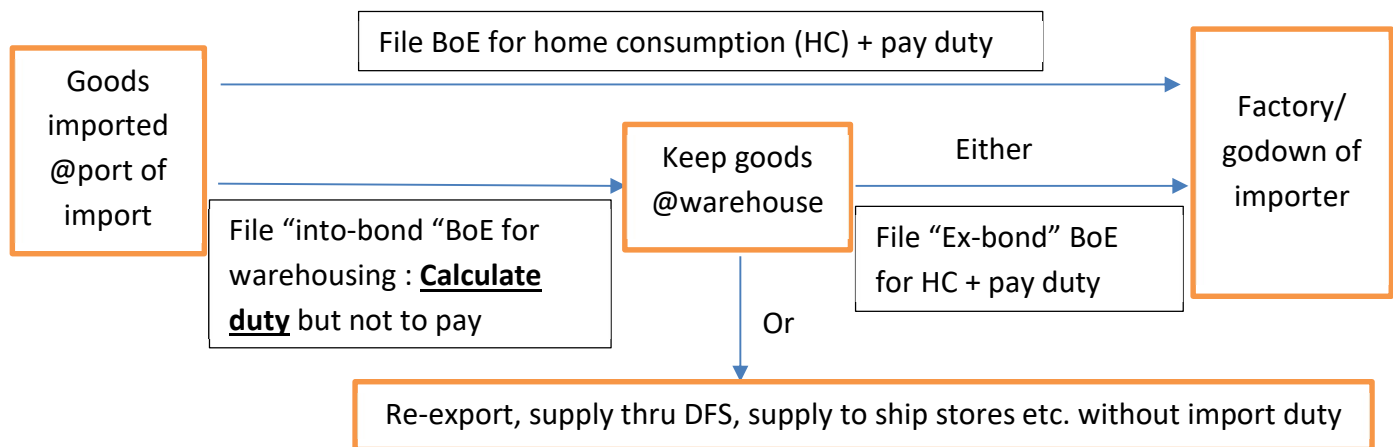 File BoE for home consumption (HC) + pay duty
Goods
imported
@port of
import
Factory/
godown of
importer
Keep goods
@warehouse
Either
File “into-bond “BoE for
warehousing : Calculate
duty but not to pay
File “Ex-bond” BoE
for HC + pay duty
Or
Re-export, supply thru DFS, supply to ship stores etc. without import duty